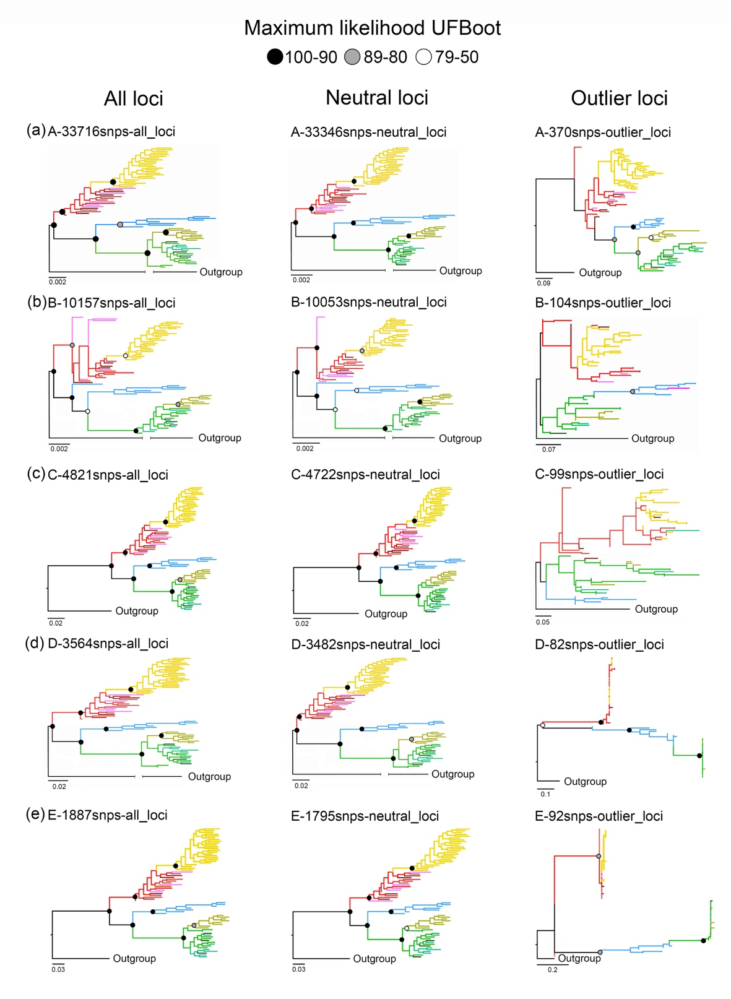 Maximum likelihood UFBoot
100-90 89-80 79-50
All loci Neutral loci Outlier loci
(a) A-33716snps-all_loci A-33346snps-neutral_loci A-370snps-outlier_loci
Outgroup Outgroup Outgroup
0.002 0.002 0.09
(b) B-10157snps-all_loci B-10053snps-neutral_loci B-104snps-outlier_loci
Outgroup Outgroup Outgroup
0.002 0.002 0.07
(c) C-4821snps-all_loci C-4722snps-neutral_loci C-99snps-outlier_loci
Outgroup Outgroup Outgroup
0.02 0.02 0.05
(d) D-3564snps-all_loci D-3482snps-neutral_loci D-82snps-outlier_loci
Outgroup Outgroup Outgroup
0.02 0.02 0.1
(e) E-1887snps-all_loci E-1795snps-neutral_loci E-92snps-outlier_loci
Outgroup Outgroup Outgroup
0.03 0.03 0.2